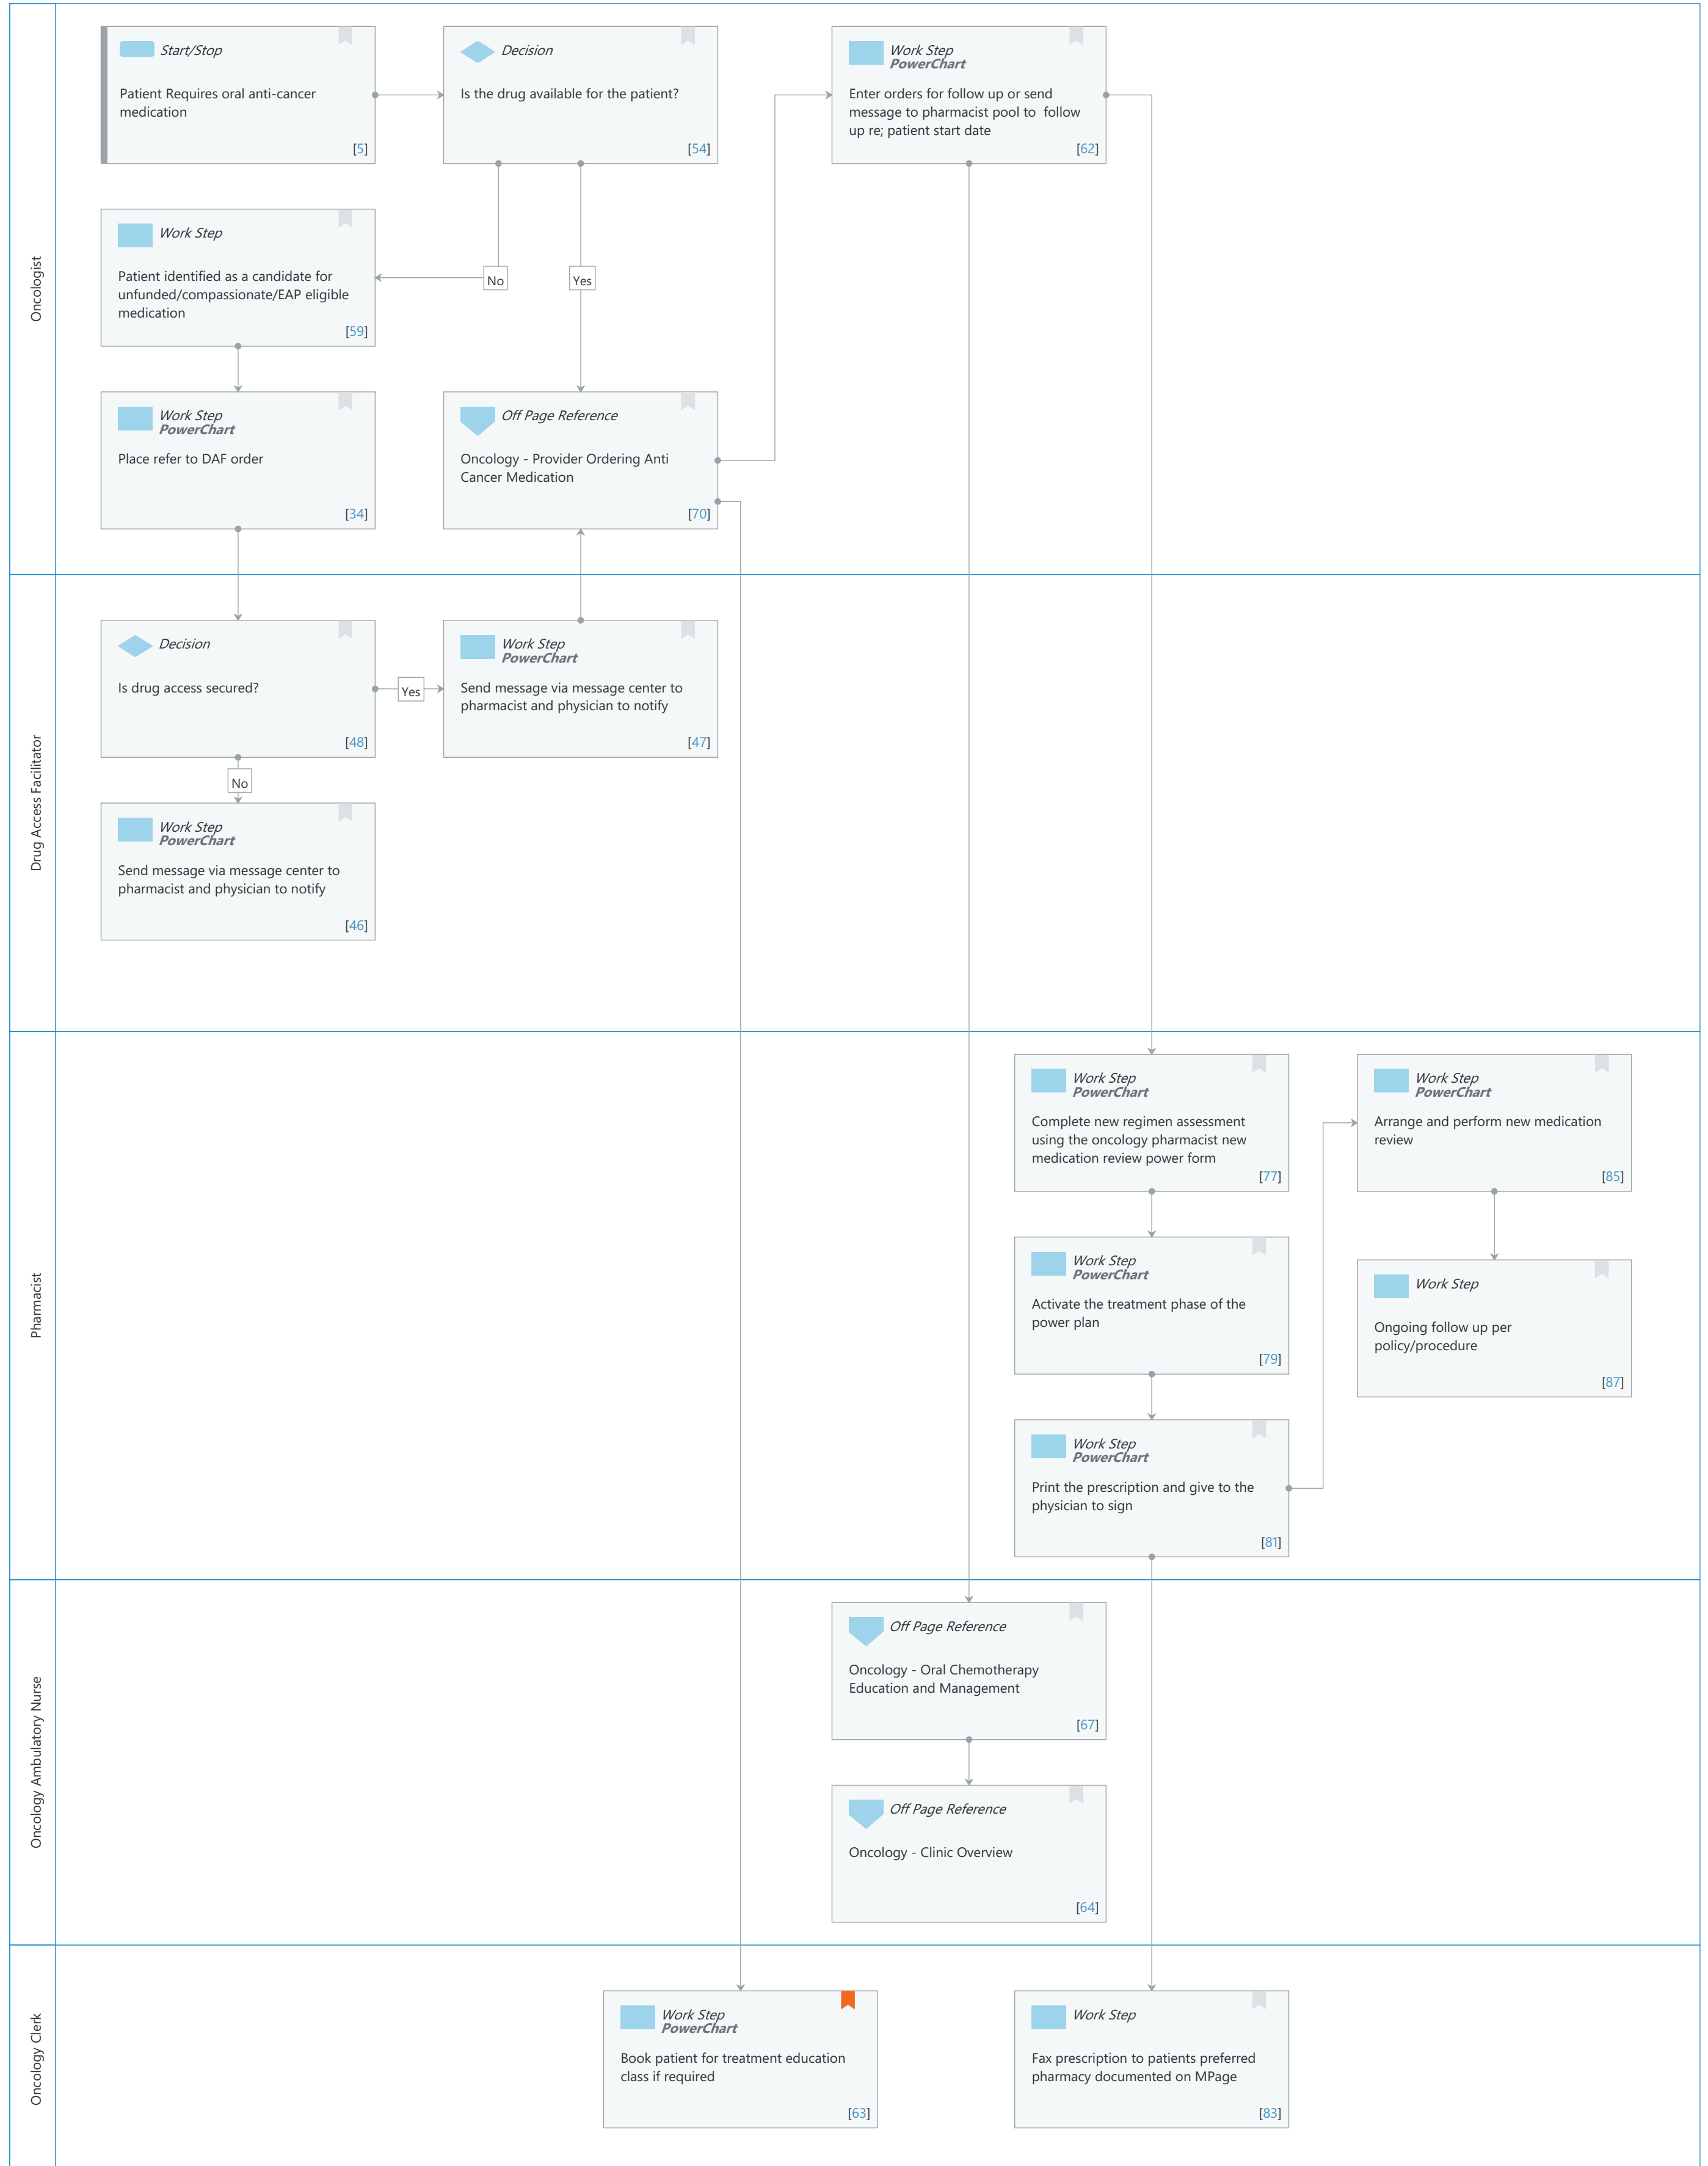 Oncologist
Start/Stop
Patient Requires oral anti-cancer
medication
[5]
Decision
Is the drug available for the patient?
[54]
Work Step
PowerChart
Enter orders for follow up or send
message to pharmacist pool to  follow
up re; patient start date
[62]
No
Yes
Work Step
Patient identified as a candidate for
unfunded/compassionate/EAP eligible
medication
[59]
Work Step
PowerChart
Place refer to DAF order
[34]
Off Page Reference
Oncology - Provider Ordering Anti
Cancer Medication
[70]
Drug Access Facilitator
Decision
Is drug access secured?
[48]
Yes
Work Step
PowerChart
Send message via message center to
pharmacist and physician to notify
[47]
No
Work Step
PowerChart
Send message via message center to
pharmacist and physician to notify
[46]
Pharmacist
Work Step
PowerChart
Complete new regimen assessment
using the oncology pharmacist new
medication review power form
[77]
Work Step
PowerChart
Arrange and perform new medication
review
[85]
Work Step
PowerChart
Activate the treatment phase of the
power plan
[79]
Work Step
Ongoing follow up per
policy/procedure
[87]
Work Step
PowerChart
Print the prescription and give to the
physician to sign
[81]
Oncology Ambulatory Nurse
Off Page Reference
Oncology - Oral Chemotherapy
Education and Management
[67]
Off Page Reference
Oncology - Clinic Overview
[64]
Oncology Clerk
Work Step
PowerChart
Book patient for treatment education
class if required
[63]
Work Step
Fax prescription to patients preferred
pharmacy documented on MPage
[83]